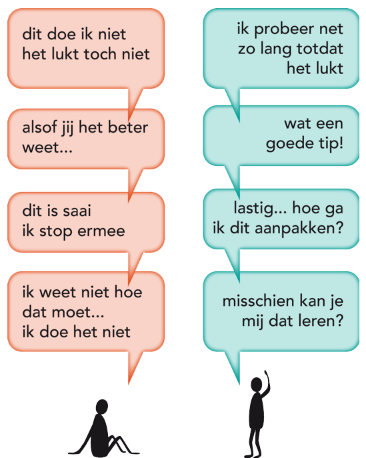 dit doe ik niet
het lukt toch niet
alsof jij het beter
weet...
dit is saai
ik stop ermee
ik weet niet hoe
dat moet...
ik doe het niet
ik probeer net
zo lang totdat
het lukt
wat een
goede tip!
lastig... hoe ga
ik dit aanpakken?
misschien kan je
mij dat leren?